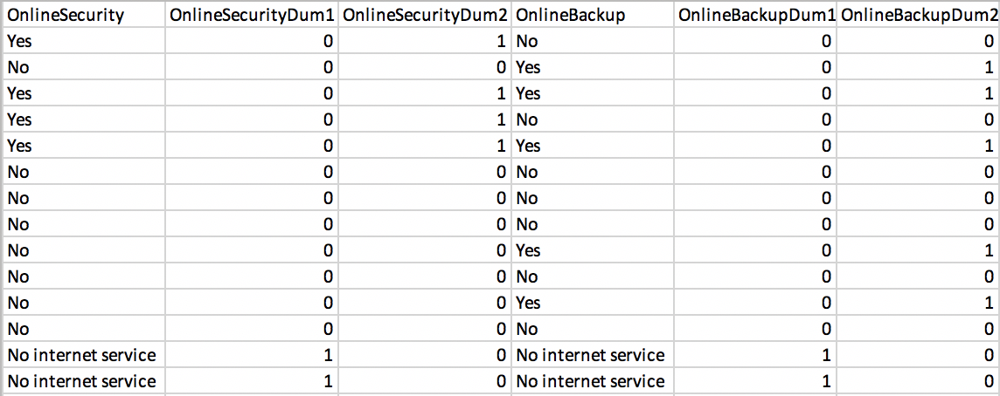 OnlineSecurity OnlineSecurityDum1 OnlineSecurityDum2 OnlineBackup OnlineBackupDum1 OnlineBackupDum2
Yes 0 1 No 0 0
No 0 0 Yes 0 1
Yes 0 1 Yes 0 1
Yes 0 1 No 0 0
Yes 0 1 Yes 0 1
No 0 0 No 0 0
No 0 0 No 0 0
No 0 0 No 0 0
No 0 0 Yes 0 1
No 0 0 No 0 0
No 0 0 Yes 0 1
No 0 0 No 0 0
No internet service 1 0 No internet service 1 0
No internet service 1 0 No internet service 1 0